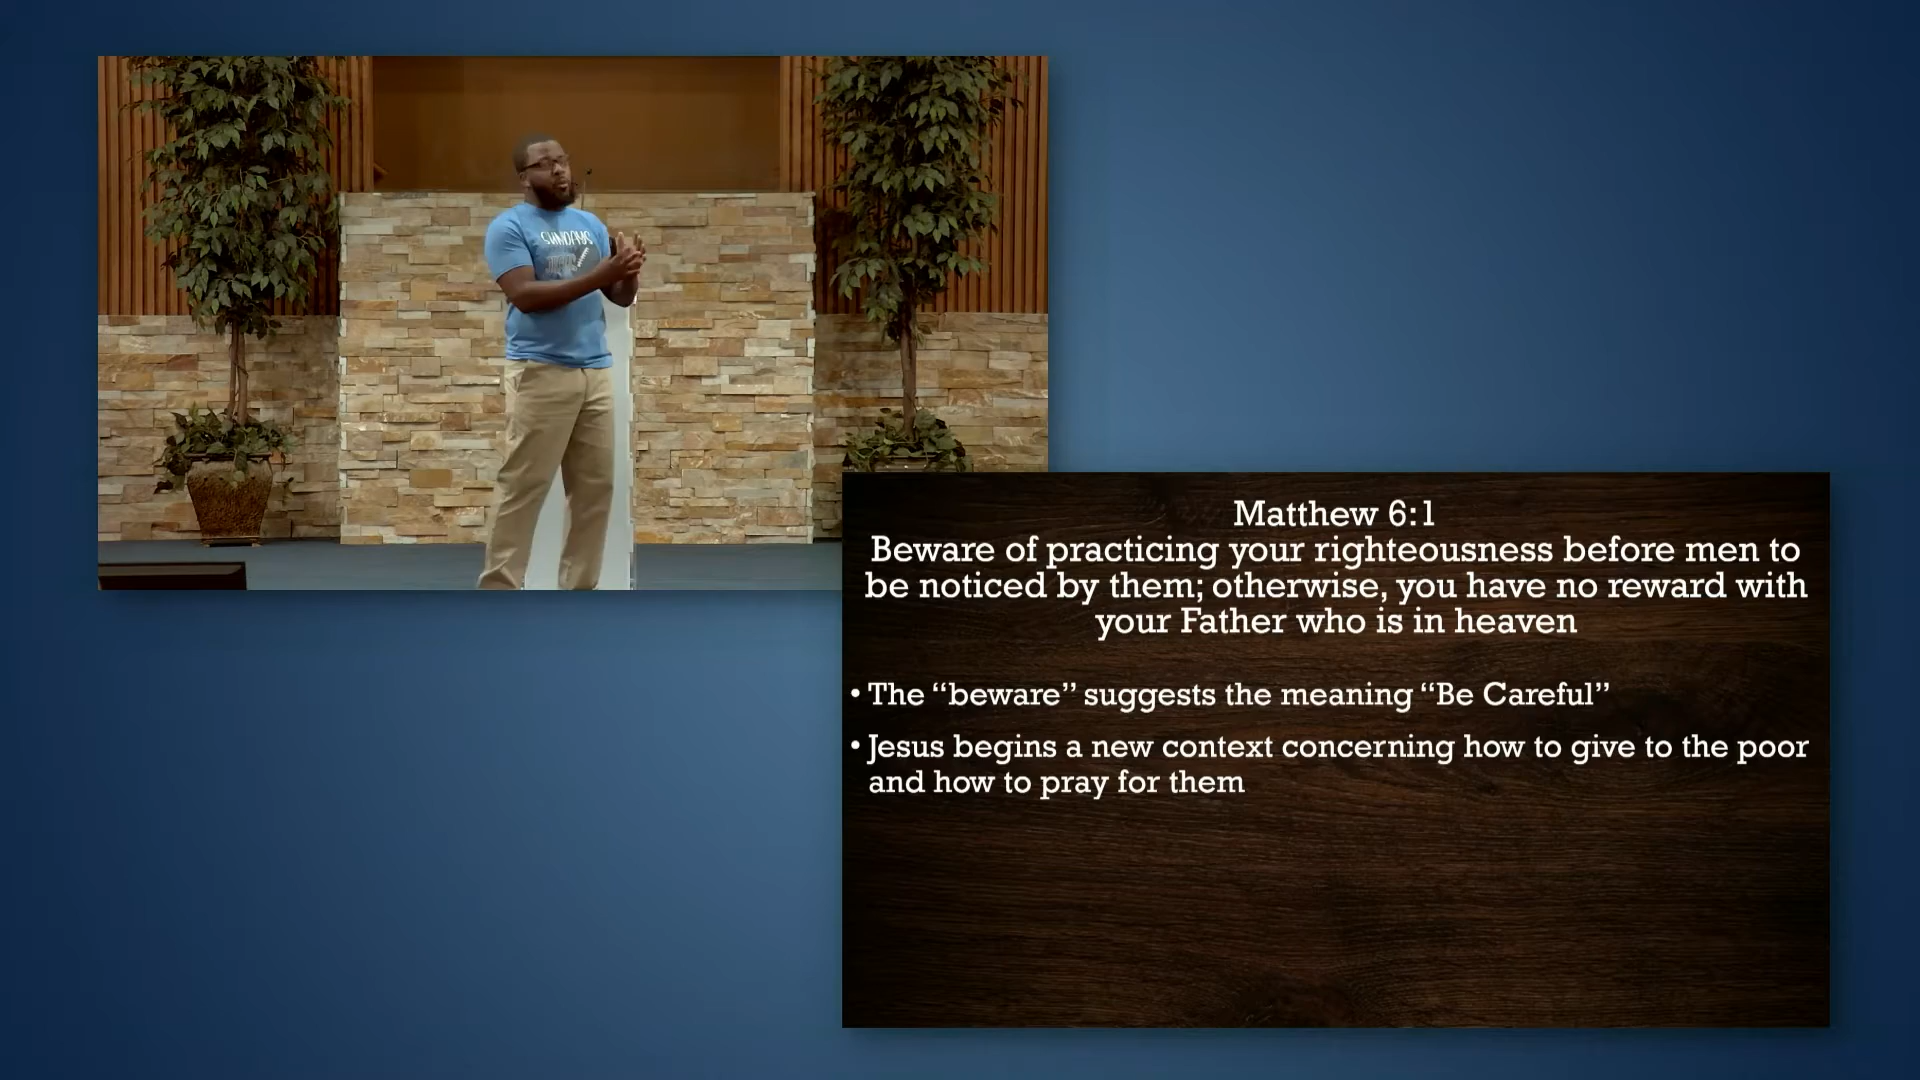 SUNDAYS
Matthew 6:1
Beware of practicing your righteousness before men to
be noticed by them; otherwise, you have no reward with
your Father who is in heaven
• The “beware” suggests the meaning “Be Careful”
• Jesus begins a new context concerning how to give to the poor
and how to pray for them